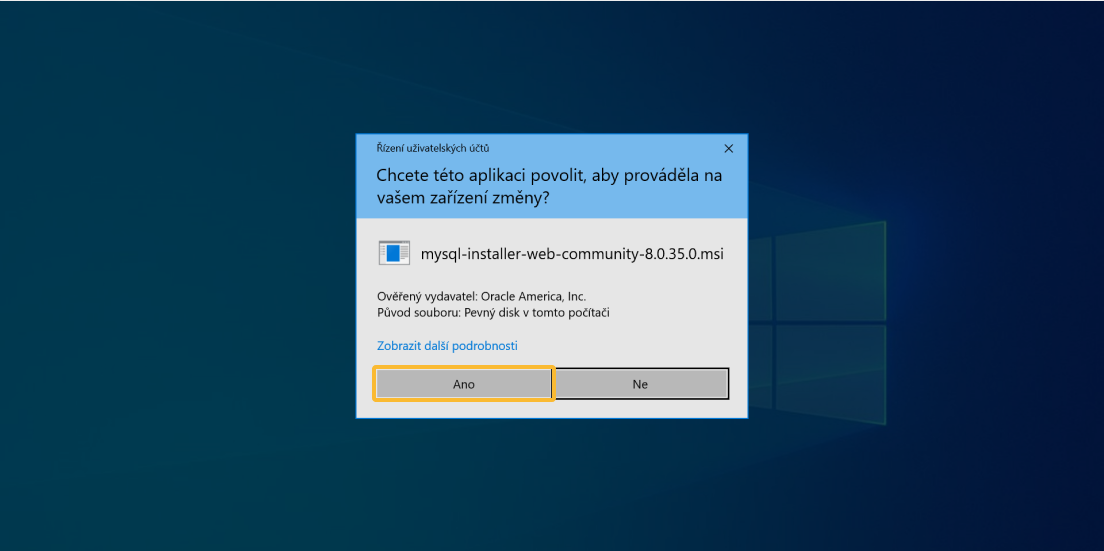 Řízení uživatelských účtů
Chcete této aplikaci povolit, aby prováděla na
vašem zařízení změny?
mysql-installer-web-community-8.0.35.0.msi
Ověřený vydavatel: Oracle America, Inc.
Původ souboru: Pevný disk v tomto počítači
Zobrazit další podrobnosti
Ano
Ne